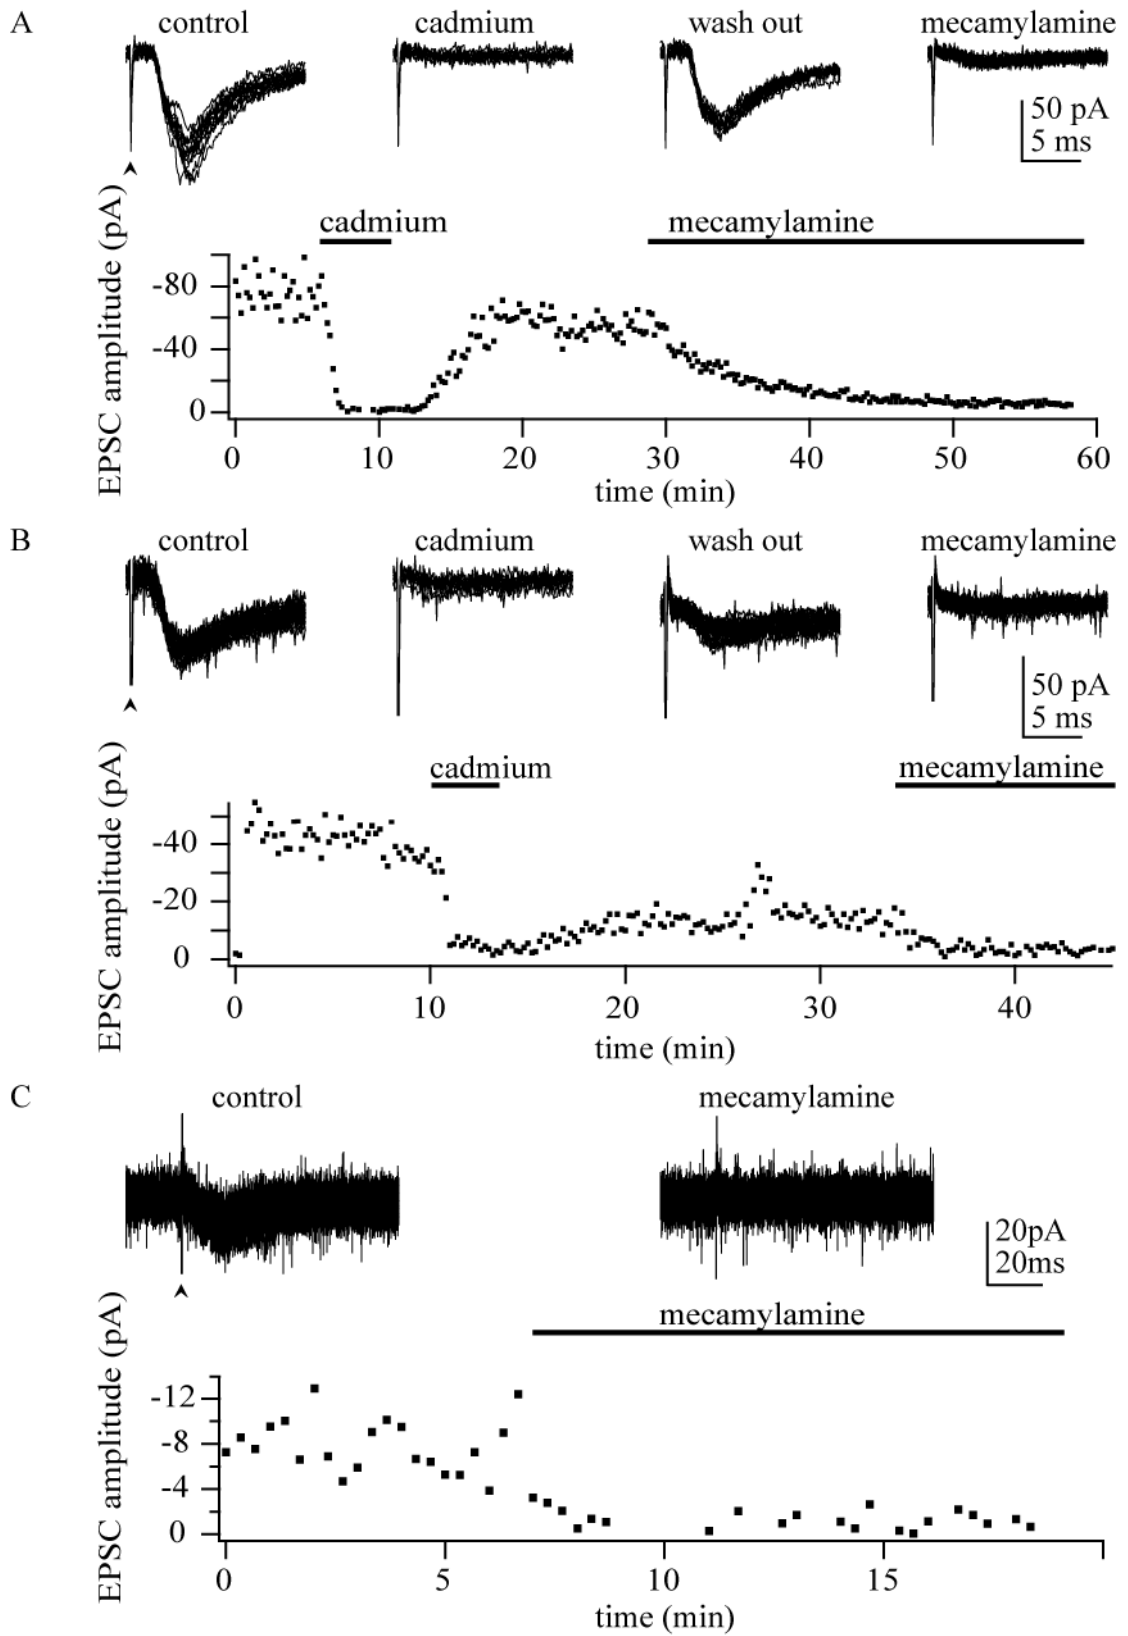 A
control cadmium wash out mecamylamine
50 pA
5 ms
cadmium mecamylamine
EPSC amplitude (pA)
-80
-40
0
0 10 20 30 40 50 60
time (min)
B
control cadmium wash out mecamylamine
50 pA
5 ms
cadmium mecamylamine
EPSC amplitude (pA)
-40
-20
0
0 10 20 30 40
time (min)
C
control mecamylamine
20pA
20ms
mecamylamine
EPSC amplitude (pA)
-12
-8
-4
0
0 5 10 15
time (min)